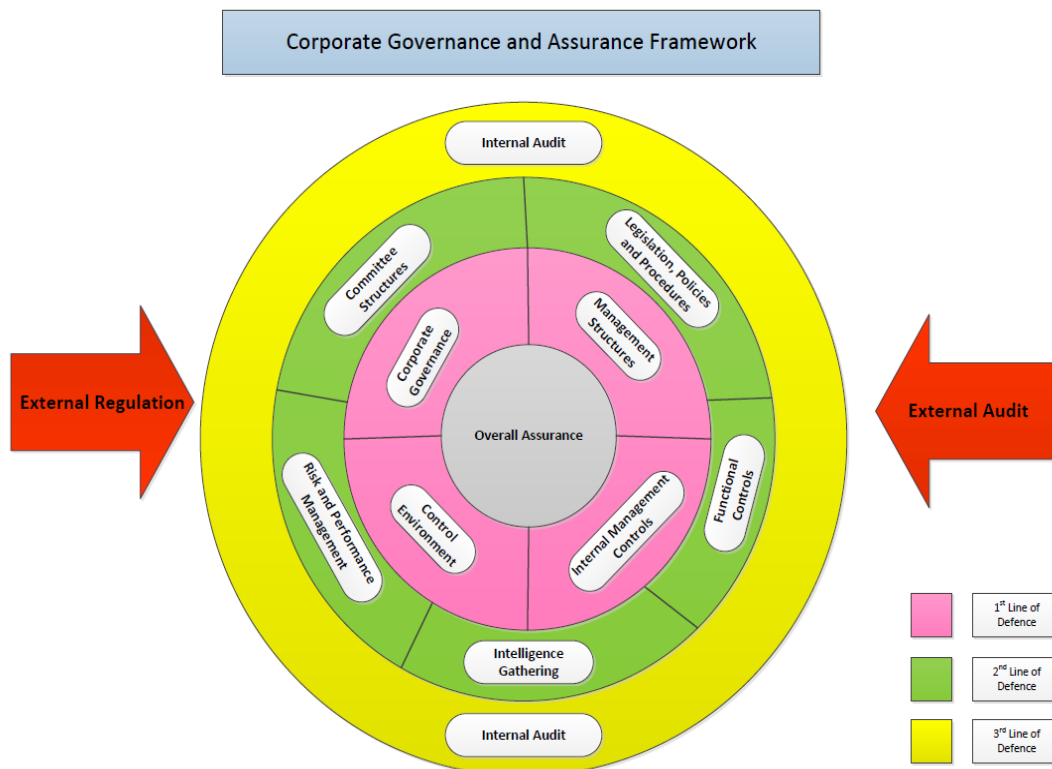 Corporate Governance and Assurance Framework
Internal Audit
Committee
Structures
Legislation, Policies
and Procedures
Corporate
Governance
Management
Structures
External Regulation
Overall Assurance
External Audit
Risk and Performance
Management
Control
Environment
Internal Management
Controls
Functional
Controls
Intelligence
Gathering
Internal Audit
1st Line of
Defence
2nd Line of
Defence
3rd Line of
Defence